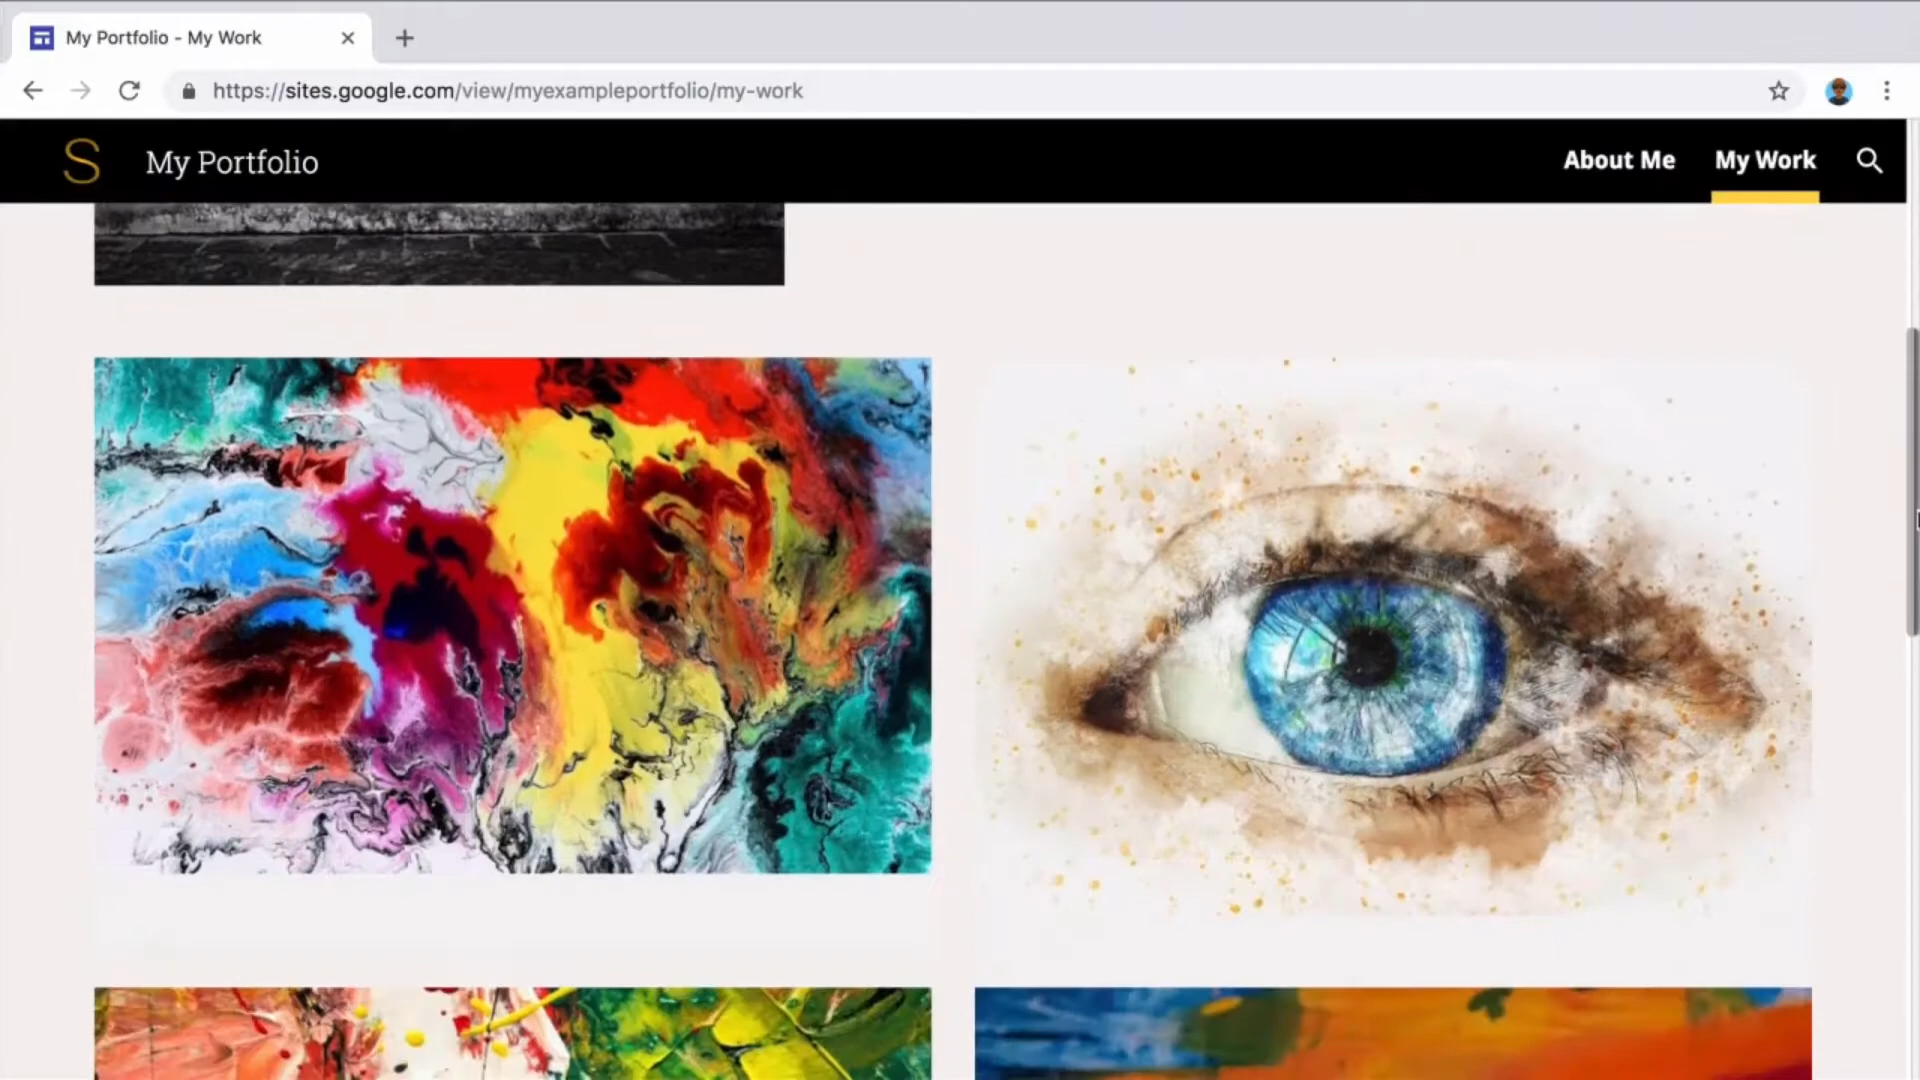 My Portfolio - My Work
https://sites.google.com/view/myexampleportfolio/my-work
S
My Portfolio
About Me
My Work